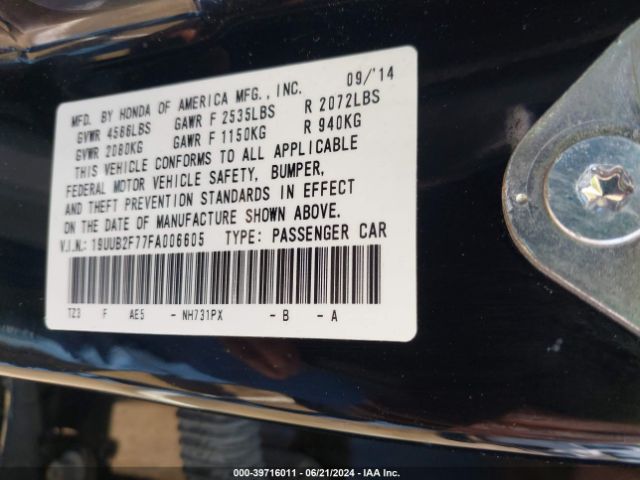 MFD. BY HONDA OF AMERICA MFG., INC. 09/'14
GVWR 4586LBS GAWR F 2535LBS R 2072LBS
GVWR 2080KG GAWR F 1150KG R 940KG
THIS VEHICLE CONFORMS TO ALL APPLICABLE
FEDERAL MOTOR VEHICLE SAFETY, BUMPER,
AND THEFT PREVENTION STANDARDS IN EFFECT
ON THE DATE OF MANUFACTURE SHOWN ABOVE.
V.I.N.: 19UUB2F77FA006605 TYPE: PASSENGER CAR
TZ3 F AE5 - NH731PX - B - A
000-39716011 - 06/21/2024 - IAA Inc.